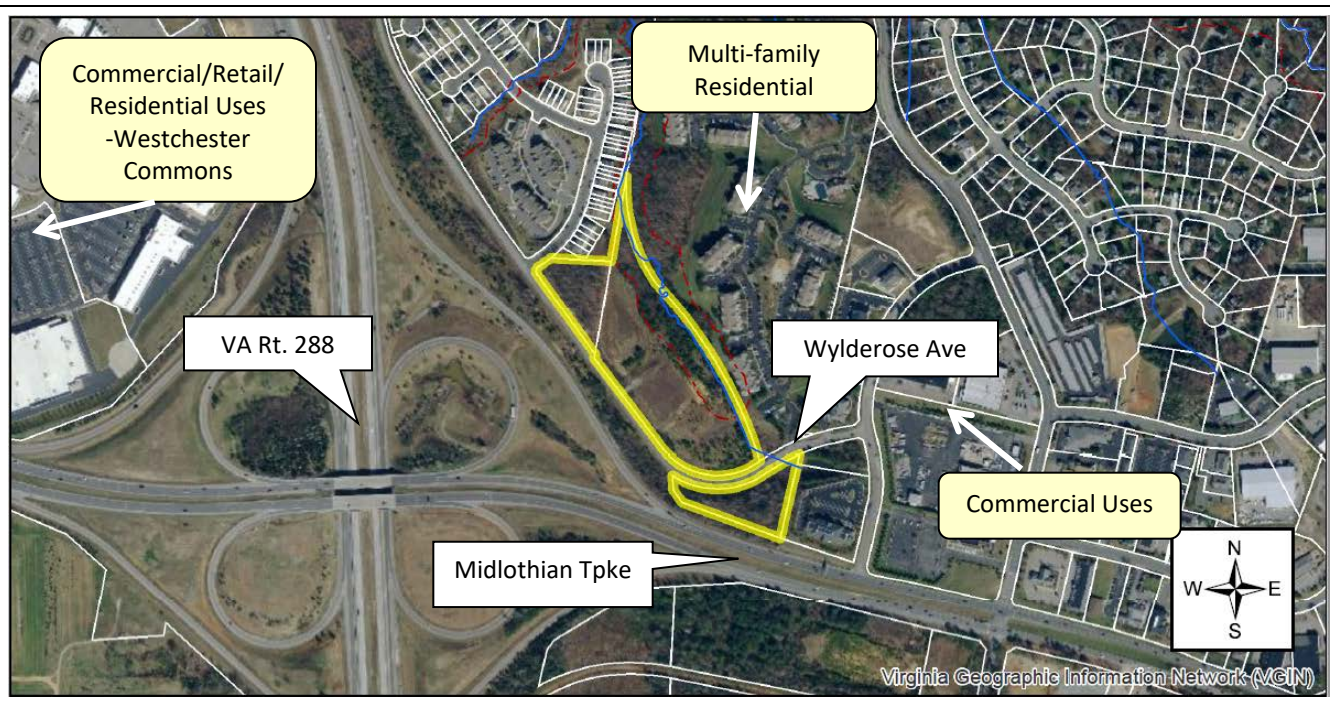 Commercial/Retail/
Residential Uses
-Westchester
Commons
Multi-family
Residential
VA Rt. 288
Wylderose Ave
Commercial Uses
Midlothian Tpke
N
W E
S
Virginia Geographic Information Network (VGIN)